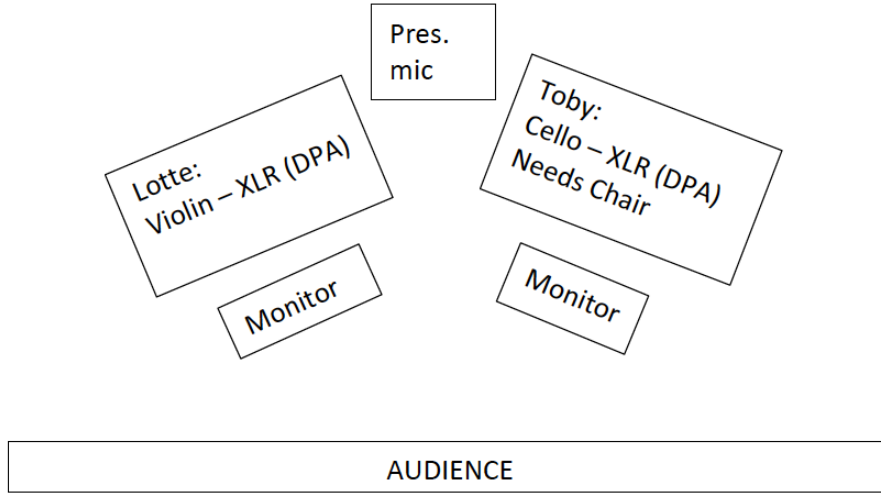 Pres.
mic
Lotte:
Violin – XLR (DPA)
Toby:
Cello – XLR (DPA)
Needs Chair
Monitor
Monitor
AUDIENCE